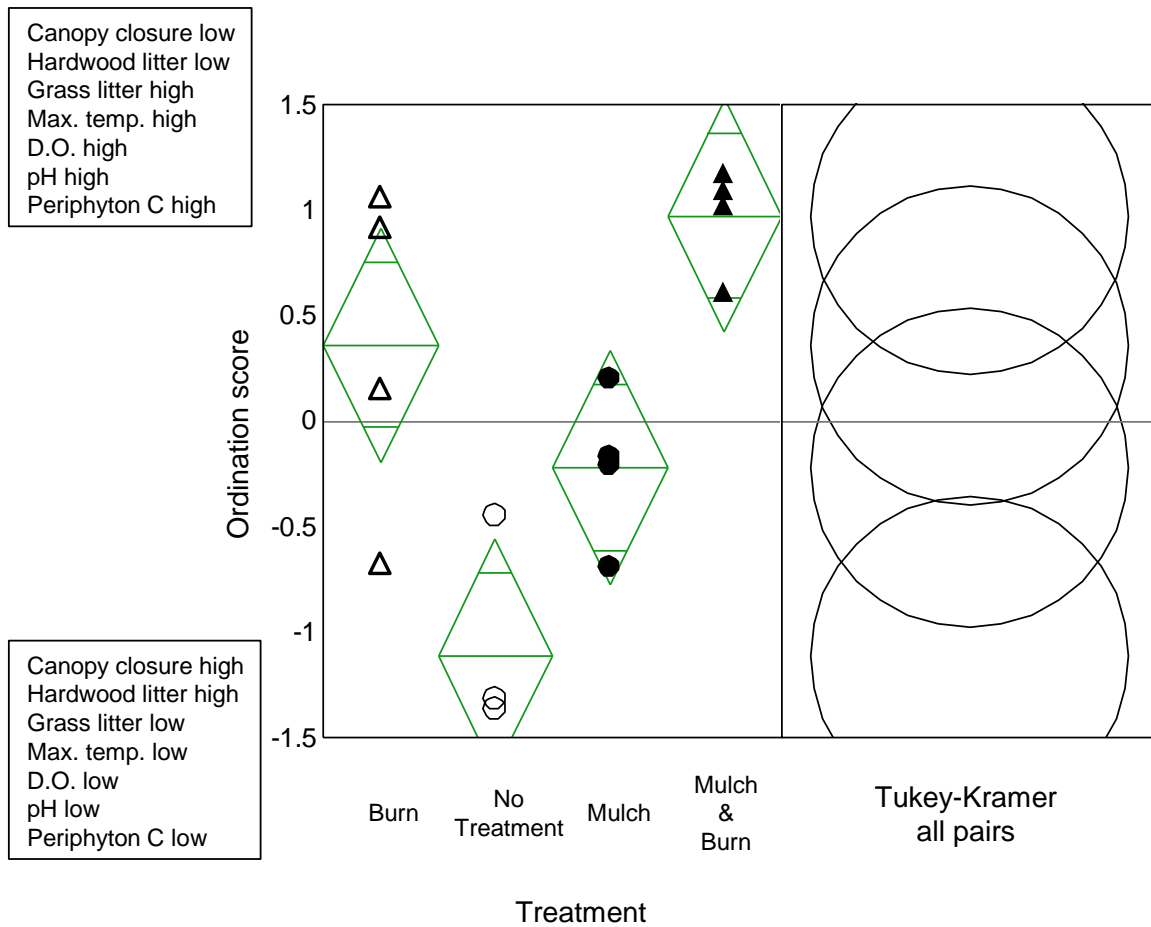 Canopy closure low
Hardwood litter low
Grass litter high
Max. temp. high
D.O. high
pH high
Periphyton C high
Canopy closure high
Hardwood litter high
Grass litter low
Max. temp. low
D.O. low
pH low
Periphyton C low
Ordination score
1.5
1
0.5
0
-0.5
-1
-1.5
Burn
No
Treatment
Mulch
Mulch
&
Burn
Tukey-Kramer
all pairs
Treatment